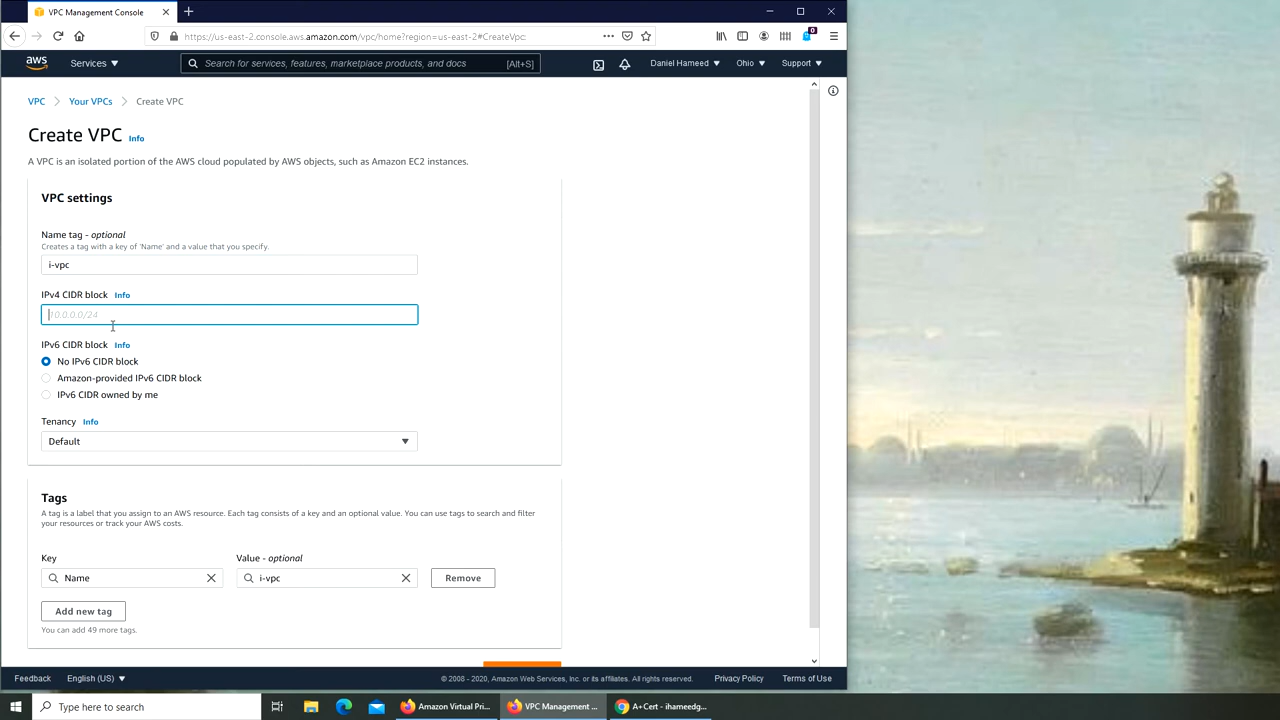 VPC Management Console
https://us-east-2.console.aws.amazon.com/vpc/home?region=us-east-2#CreateVpc:
0
aws
Services
Search for services, features, marketplace products, and docs
[Alt+S]
Daniel Hameed
Ohio
Support
VPC
Your VPCs
Create VPC
Create VPC Info
A VPC is an isolated portion of the AWS cloud populated by AWS objects, such as Amazon EC2 instances.
VPC settings
Name tag - optional
Creates a tag with a key of 'Name' and a value that you specify.
i-vpc
IPv4 CIDR block Info
10.0.0.0/24
IPv6 CIDR block Info
No IPv6 CIDR block
Amazon-provided IPv6 CIDR block
IPv6 CIDR owned by me
Tenancy Info
Default
Tags
A tag is a label that you assign to an AWS resource. Each tag consists of a key and an optional value. You can use tags to search and filter
your resources or track your AWS costs.
Key
Value - optional
Name
i-vpc
Remove
Add new tag
You can add 49 more tags.
Feedback
English (US)
© 2008 - 2020, Amazon Web Services, Inc. or its affiliates. All rights reserved.
Privacy Policy
Terms of Use
Type here to search
Amazon Virtual Pri...
VPC Management ...
A+Cert - ihameedg...